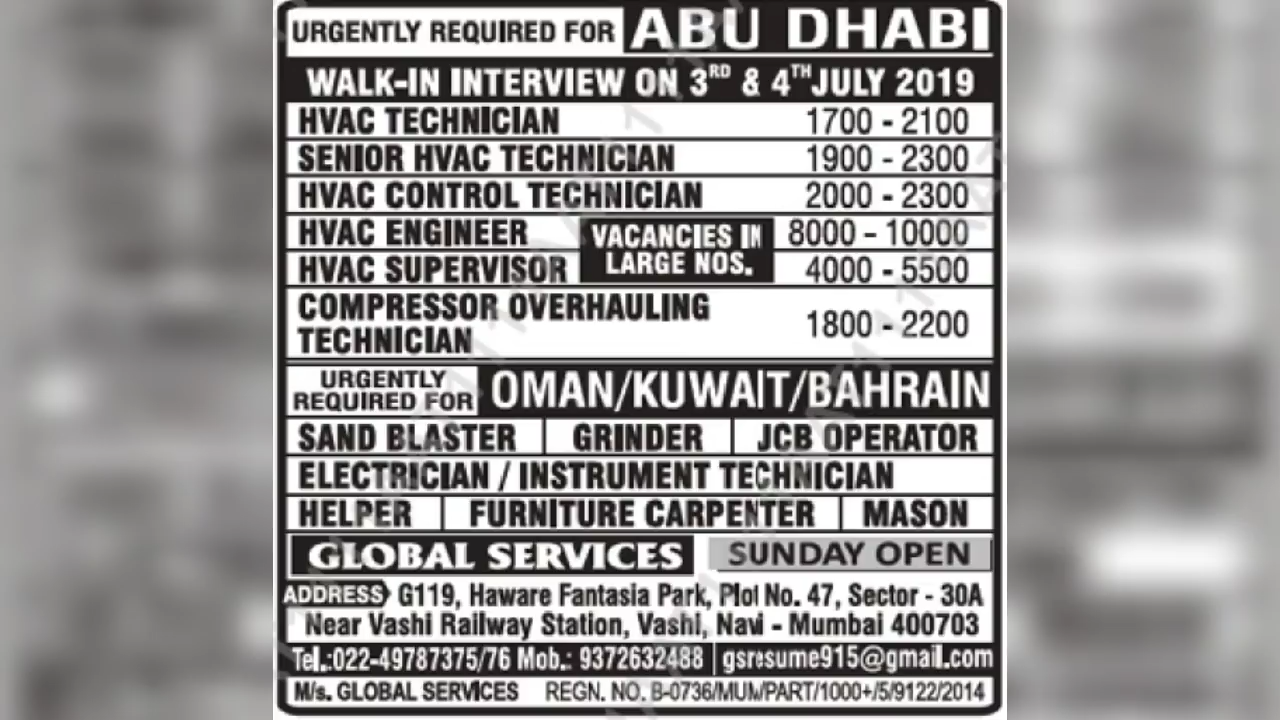 URGENTLY REQUIRED FOR ABU DHABI
WALK-IN INTERVIEW ON 3RD & 4TH JULY 2019
HVAC TECHNICIAN 1700 - 2100
SENIOR HVAC TECHNICIAN 1900 - 2300
HVAC CONTROL TECHNICIAN 2000 - 2300
HVAC ENGINEER 8000 - 10000
HVAC SUPERVISOR 4000 - 5500
VACANCIES IN
LARGE NOS.
COMPRESSOR OVERHAULING
TECHNICIAN 1800 - 2200
URGENTLY
REQUIRED FOR OMAN/KUWAIT/BAHRAIN
SAND BLASTER GRINDER JCB OPERATOR
ELECTRICIAN / INSTRUMENT TECHNICIAN
HELPER FURNITURE CARPENTER MASON
GLOBAL SERVICES SUNDAY OPEN
ADDRESS G119, Haware Fantasia Park, Plot No. 47, Sector - 30A
Near Vashi Railway Station, Vashi, Navi - Mumbai 400703
Tel.:022-49787375/76 Mob.: 9372632488 gsresume915@gmail.com
M/s. GLOBAL SERVICES REGN. NO. B-0736/MUM/PART/1000+/5/9122/2014